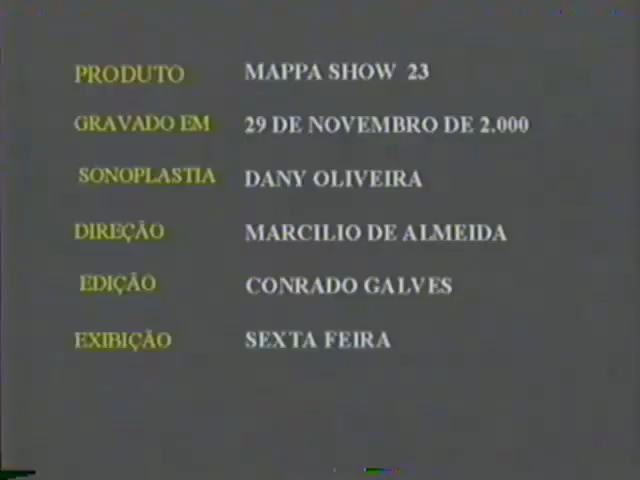 PRODUTO MAPPA SHOW 23
GRAVADO EM 29 DE NOVEMBRO DE 2.000
SONOPLASTIA DANY OLIVEIRA
DIREÇÃO MARCILIO DE ALMEIDA
EDIÇÃO CONRADO GALVES
EXIBIÇÃO SEXTA FEIRA